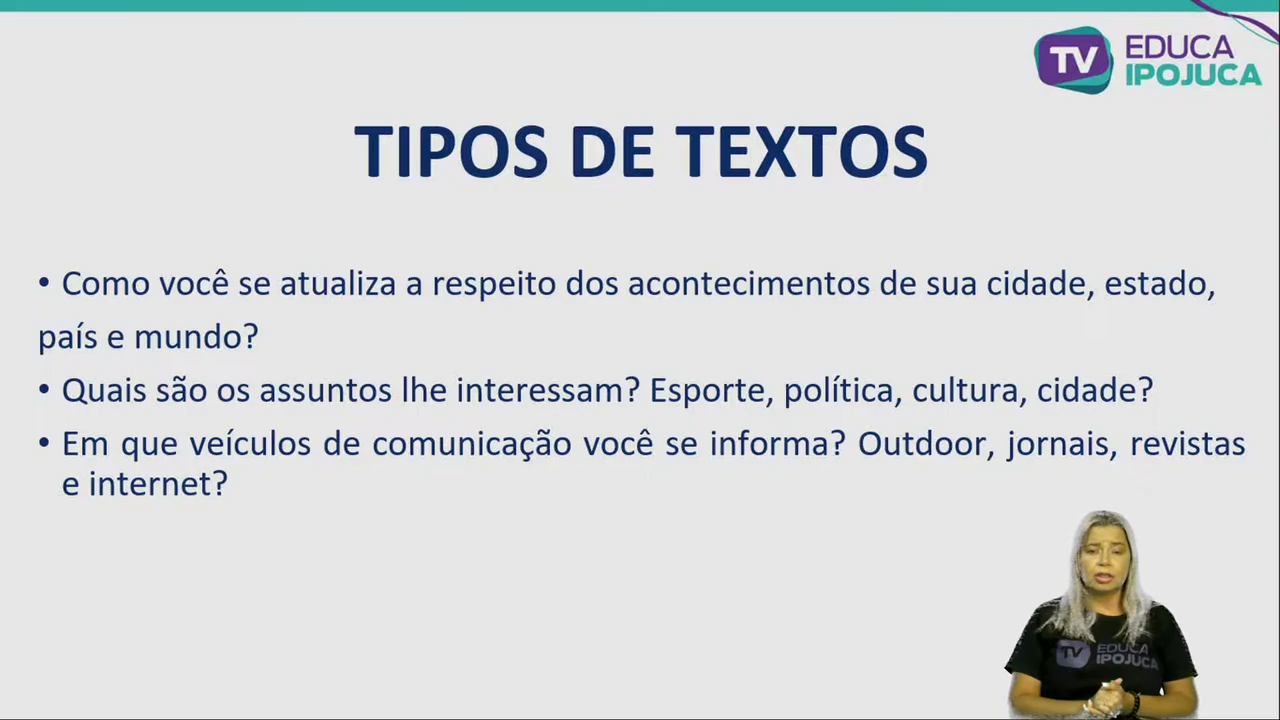 TV EDUCA
IPOJUCA
TIPOS DE TEXTOS
• Como você se atualiza a respeito dos acontecimentos de sua cidade, estado,
país e mundo?
• Quais são os assuntos lhe interessam? Esporte, política, cultura, cidade?
• Em que veículos de comunicação você se informa? Outdoor, jornais, revistas
e internet?
TV EDUCA
IPOJUCA